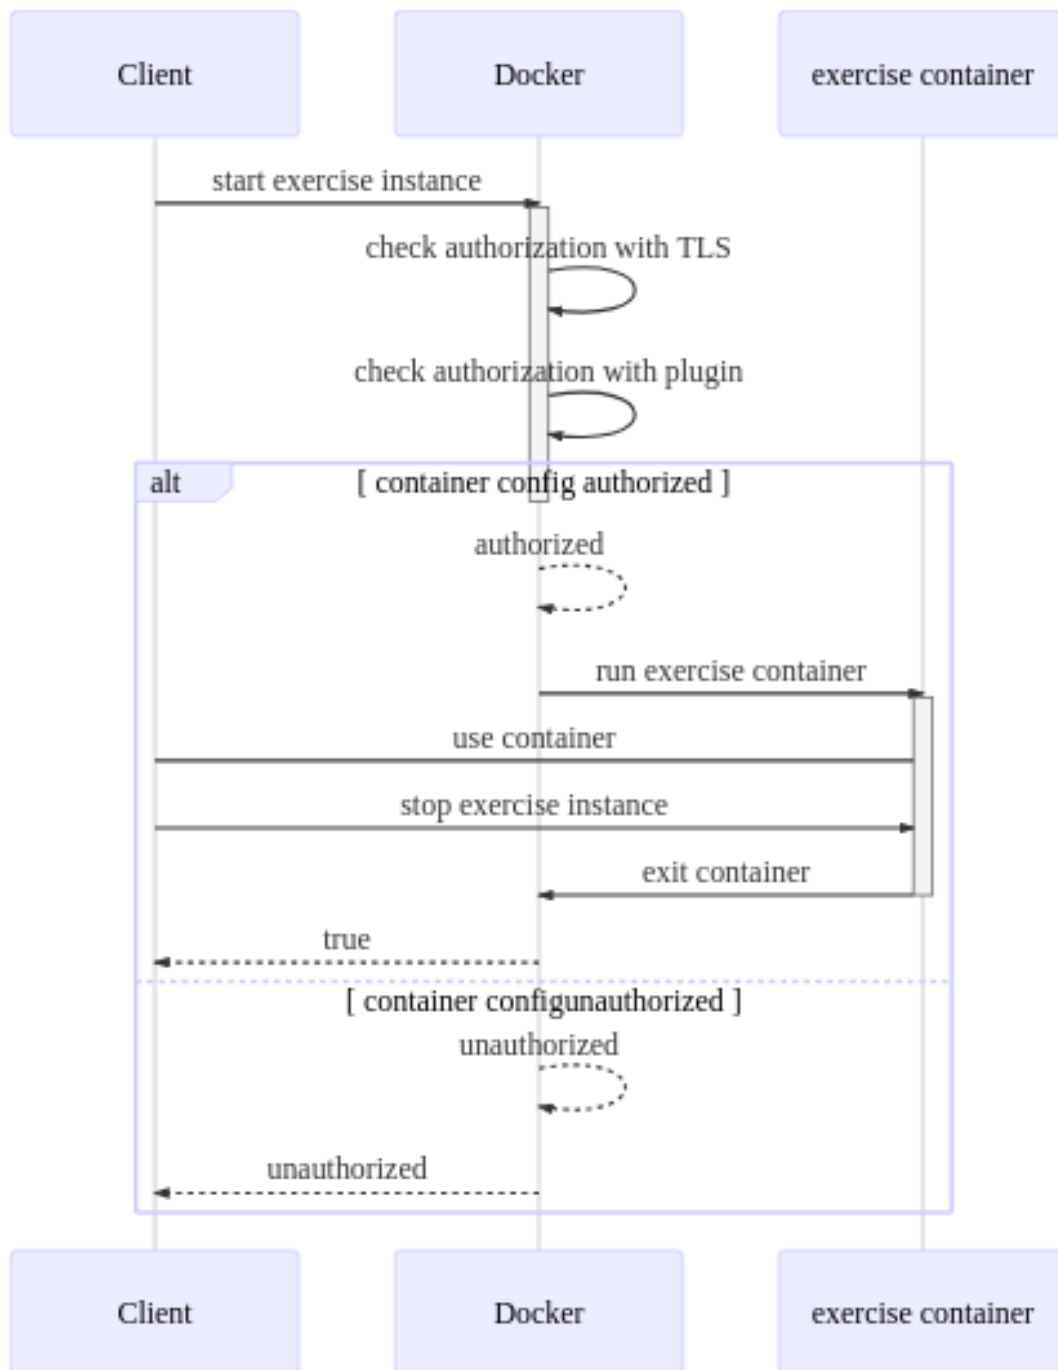 Client
Docker
exercise container
start exercise instance
check authorization with TLS
check authorization with plugin
alt
[ container config authorized ]
authorized
run exercise container
use container
stop exercise instance
exit container
true
[ container configunauthorized ]
unauthorized
unauthorized
Client
Docker
exercise container